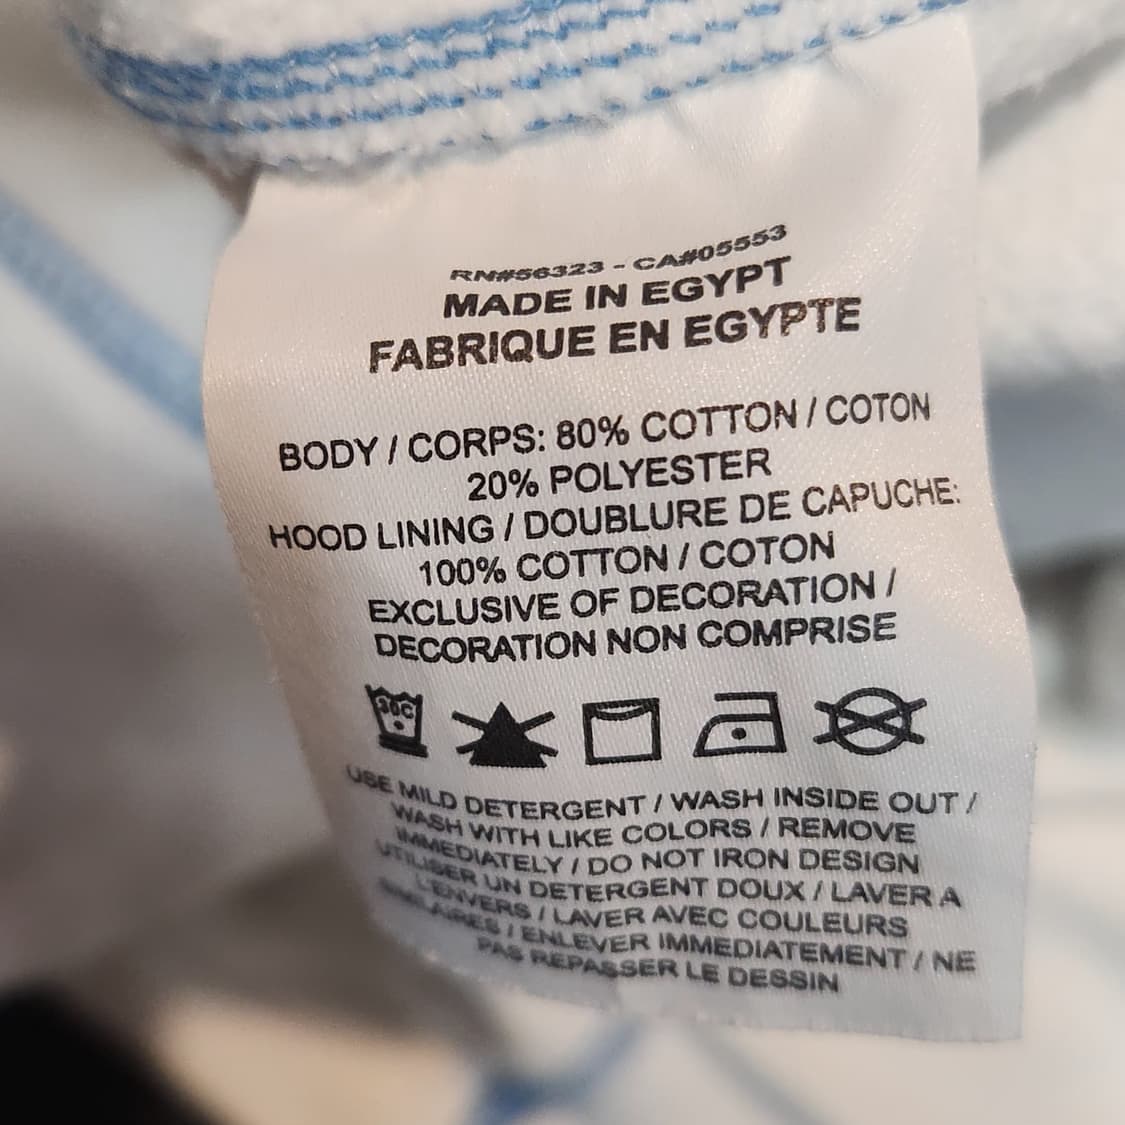 RN#56323 - CA#05553
MADE IN EGYPT
FABRIQUE EN EGYPTE
BODY / CORPS: 80% COTTON / COTON
20% POLYESTER
HOOD LINING / DOUBLURE DE CAPUCHE:
100% COTTON / COTON
EXCLUSIVE OF DECORATION /
DECORATION NON COMPRISE
30C
USE MILD DETERGENT / WASH INSIDE OUT /
WASH WITH LIKE COLORS / REMOVE
IMMEDIATELY / DO NOT IRON DESIGN
UTILISER UN DETERGENT DOUX / LAVER A
L'ENVERS / LAVER AVEC COULEURS
SIMILAIRES / ENLEVER IMMEDIATEMENT / NE
PAS REPASSER LE DESSIN